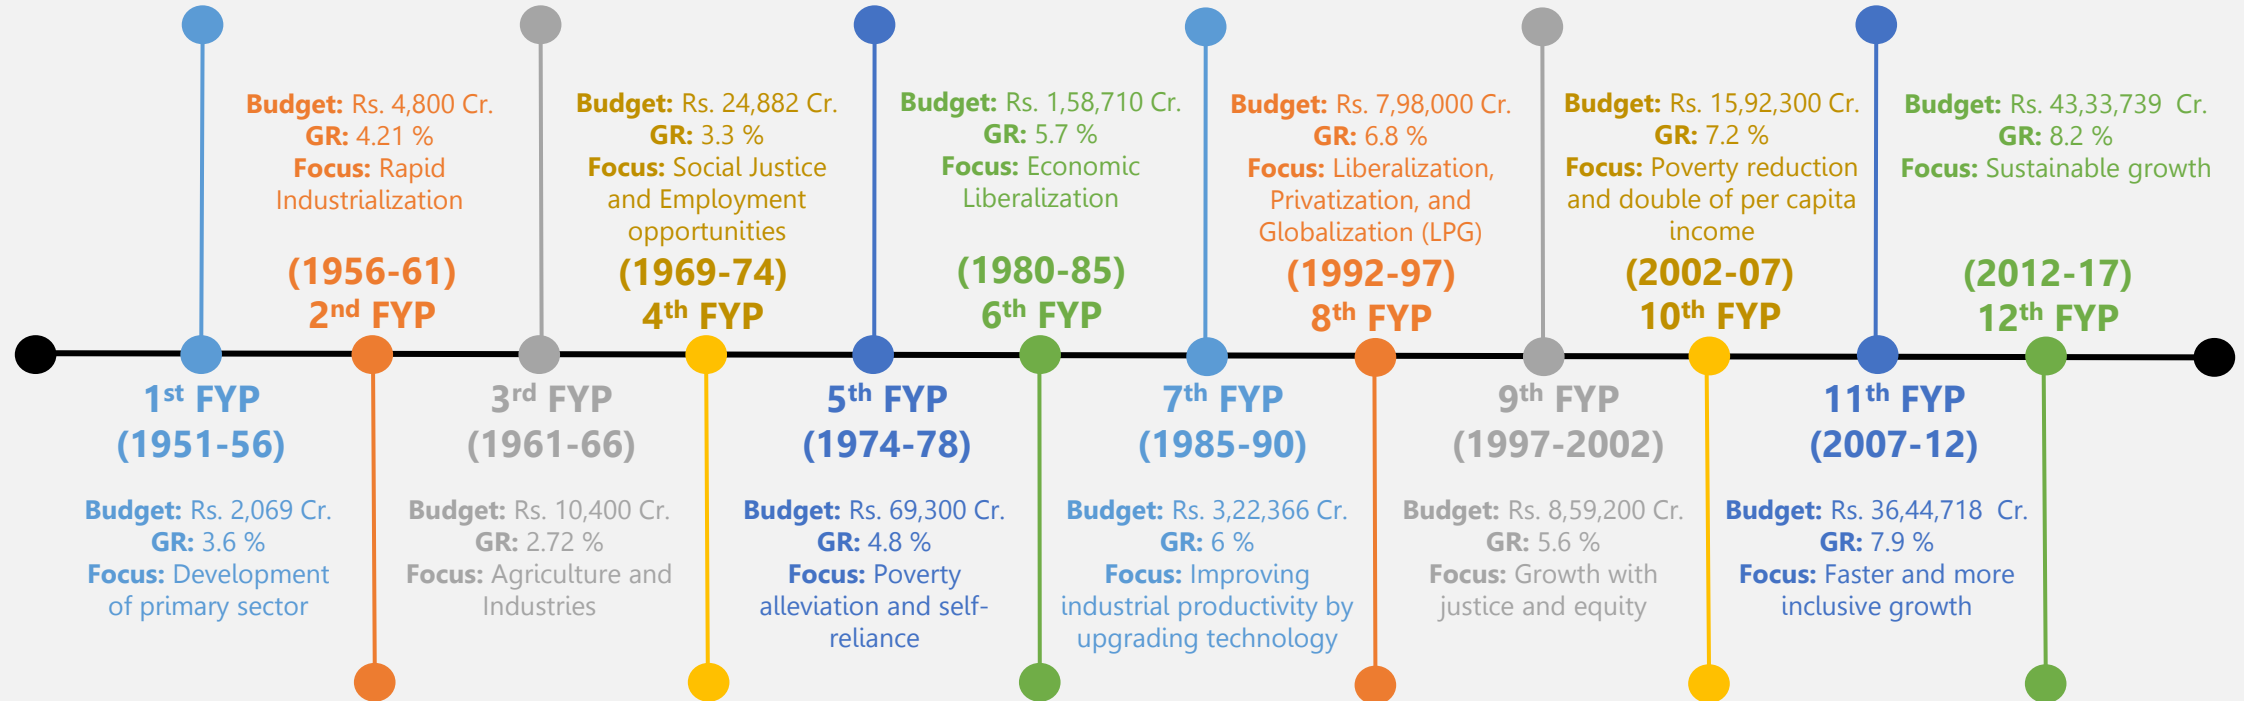 Budget: Rs. 4,800 Cr.
GR: 4.21 %
Focus: Rapid
Industrialization
(1956-61)
2nd FYP
Budget: Rs. 24,882 Cr.
GR: 3.3 %
Focus: Social Justice
and Employment
opportunities
(1969-74)
4th FYP
Budget: Rs. 1,58,710 Cr.
GR: 5.7 %
Focus: Economic
Liberalization
(1980-85)
6th FYP
Budget: Rs. 7,98,000 Cr.
GR: 6.8 %
Focus: Liberalization,
Privatization, and
Globalization (LPG)
(1992-97)
8th FYP
Budget: Rs. 15,92,300 Cr.
GR: 7.2 %
Focus: Poverty reduction
and double of per capita
income
(2002-07)
10th FYP
Budget: Rs. 43,33,739 Cr.
GR: 8.2 %
Focus: Sustainable growth
(2012-17)
12th FYP
1st FYP
(1951-56)
Budget: Rs. 2,069 Cr.
GR: 3.6 %
Focus: Development
of primary sector
3rd FYP
(1961-66)
Budget: Rs. 10,400 Cr.
GR: 2.72 %
Focus: Agriculture and
Industries
5th FYP
(1974-78)
Budget: Rs. 69,300 Cr.
GR: 4.8 %
Focus: Poverty
alleviation and self-
reliance
7th FYP
(1985-90)
Budget: Rs. 3,22,366 Cr.
GR: 6 %
Focus: Improving
industrial productivity by
upgrading technology
9th FYP
(1997-2002)
Budget: Rs. 8,59,200 Cr.
GR: 5.6 %
Focus: Growth with
justice and equity
11th FYP
(2007-12)
Budget: Rs. 36,44,718 Cr.
GR: 7.9 %
Focus: Faster and more
inclusive growth